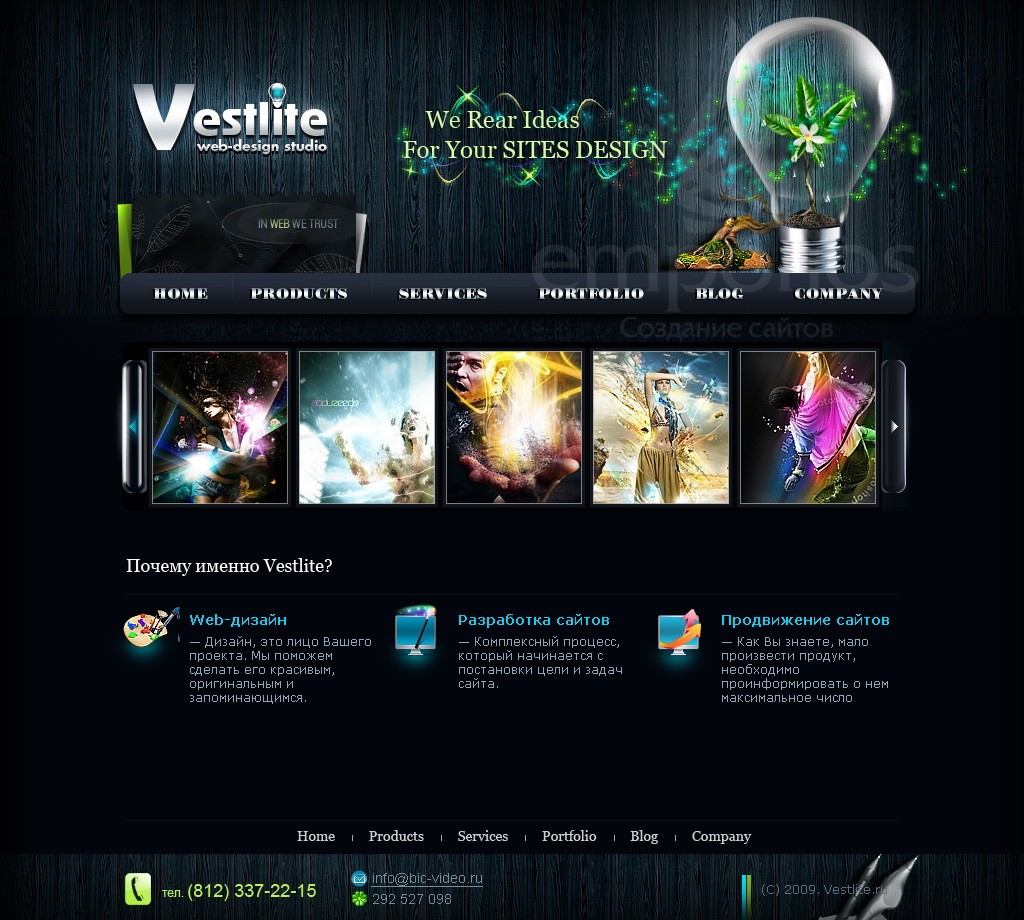 Vestlite
web-design studio
We Rear Ideas
For Your SITES DESIGN
IN WEB WE TRUST
emporos
Создание сайтов
HOME PRODUCTS SERVICES PORTFOLIO BLOG COMPANY
Почему именно Vestlite?
Web-дизайн
— Дизайн, это лицо Вашего
проекта. Мы поможем
сделать его красивым,
оригинальным и
запоминающимся.
Разработка сайтов
— Комплексный процесс,
который начинается с
постановки цели и задач
сайта.
Продвижение сайтов
— Как Вы знаете, мало
произвести продукт,
необходимо
проинформировать о нем
максимальное число
Home Products Services Portfolio Blog Company
тел. (812) 337-22-15
info@bic-video.ru
292 527 098
(C) 2009. Vestlite.ru